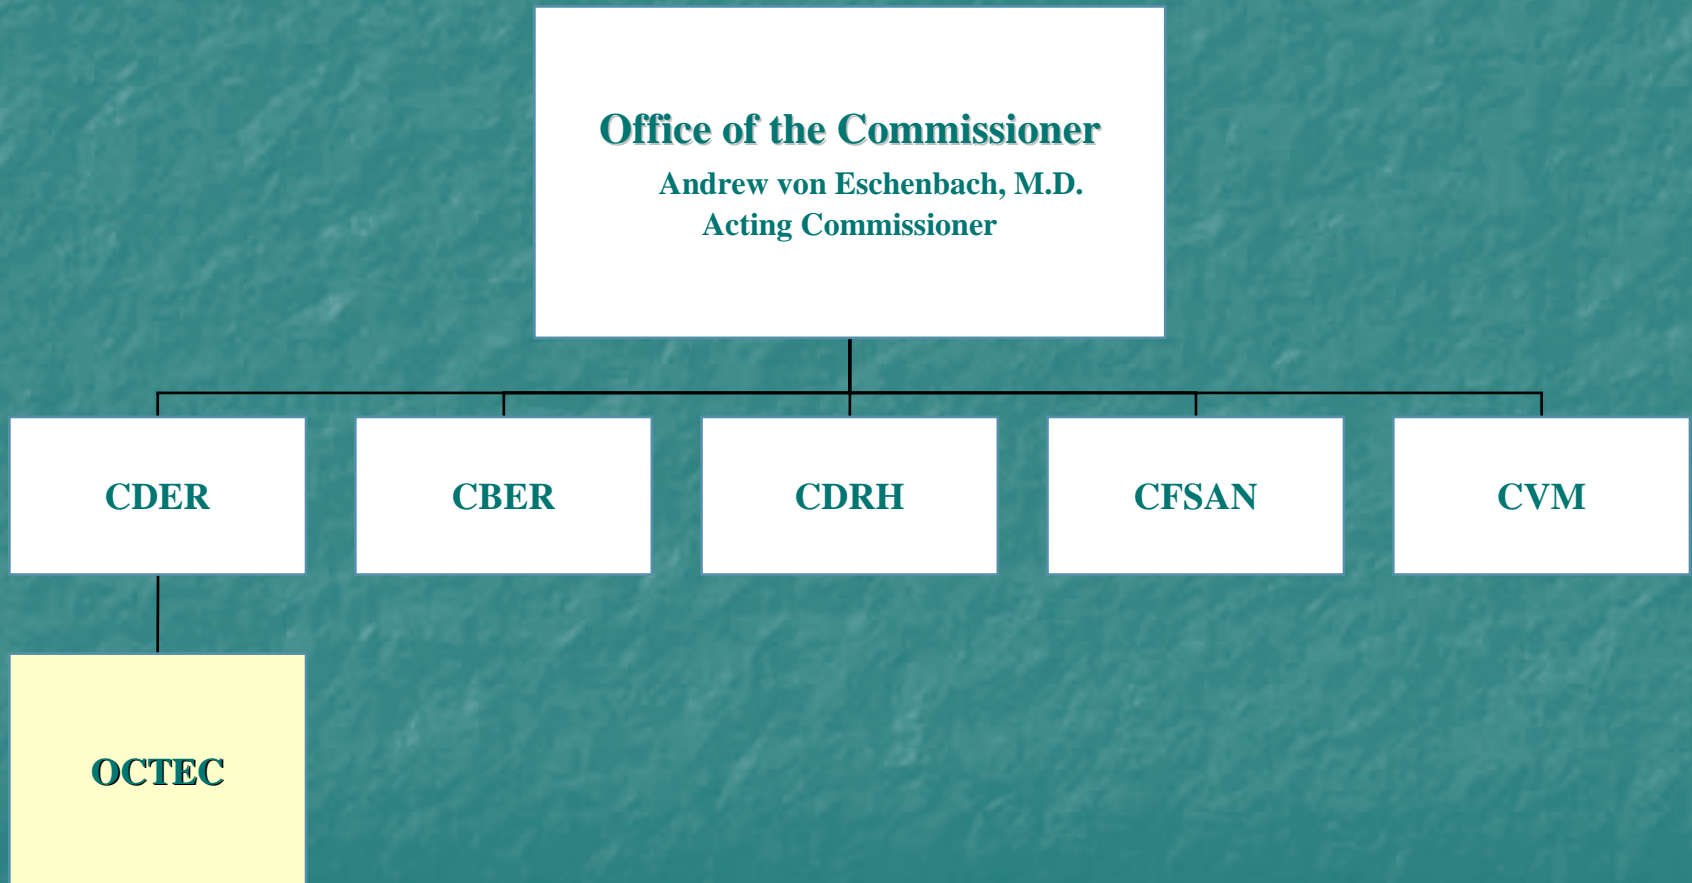 Office of the Commissioner
Andrew von Eschenbach, M.D.
Acting Commissioner
CDER
CBER
CDRH
CFSAN
CVM
OCTEC